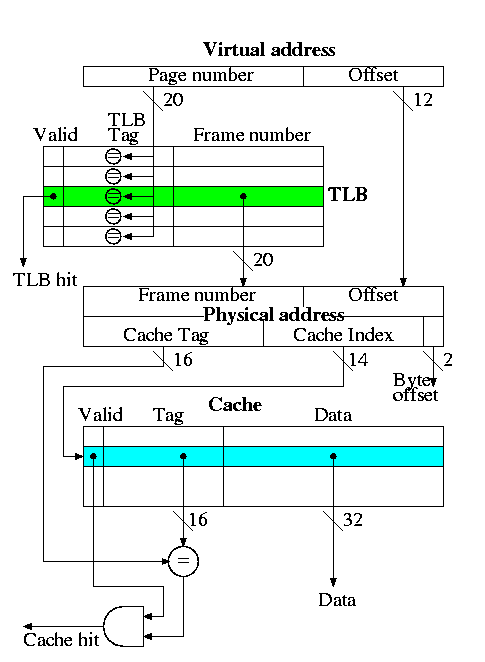 Virtual address
Page number Offset
20 12
TLB
Valid Tag Frame number
TLB
20
TLB hit
Frame number Offset
Physical address
Cache Tag Cache Index
16 14 2
Byte
offset
Cache
Valid Tag Data
16 32
=
Data
Cache hit